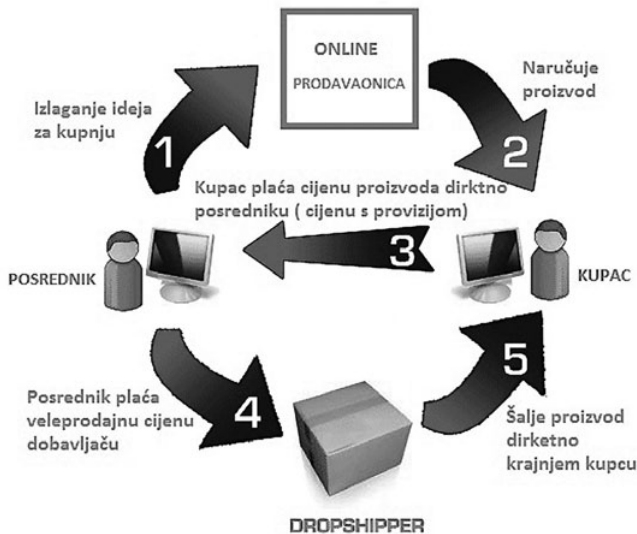 ONLINE
PRODAVAONICA
Izlaganje ideja
za kupnju
1
Naručuje
proizvod
2
Kupac plaća cijenu proizvoda dirktno
posredniku ( cijenu s provizijom)
3
POSREDNIK
KUPAC
Posrednik plaća
veleprodajnu cijenu
dobavljaču
4
5
Šalje proizvod
dirketno
krajnjem kupcu
DROPSHIPPER